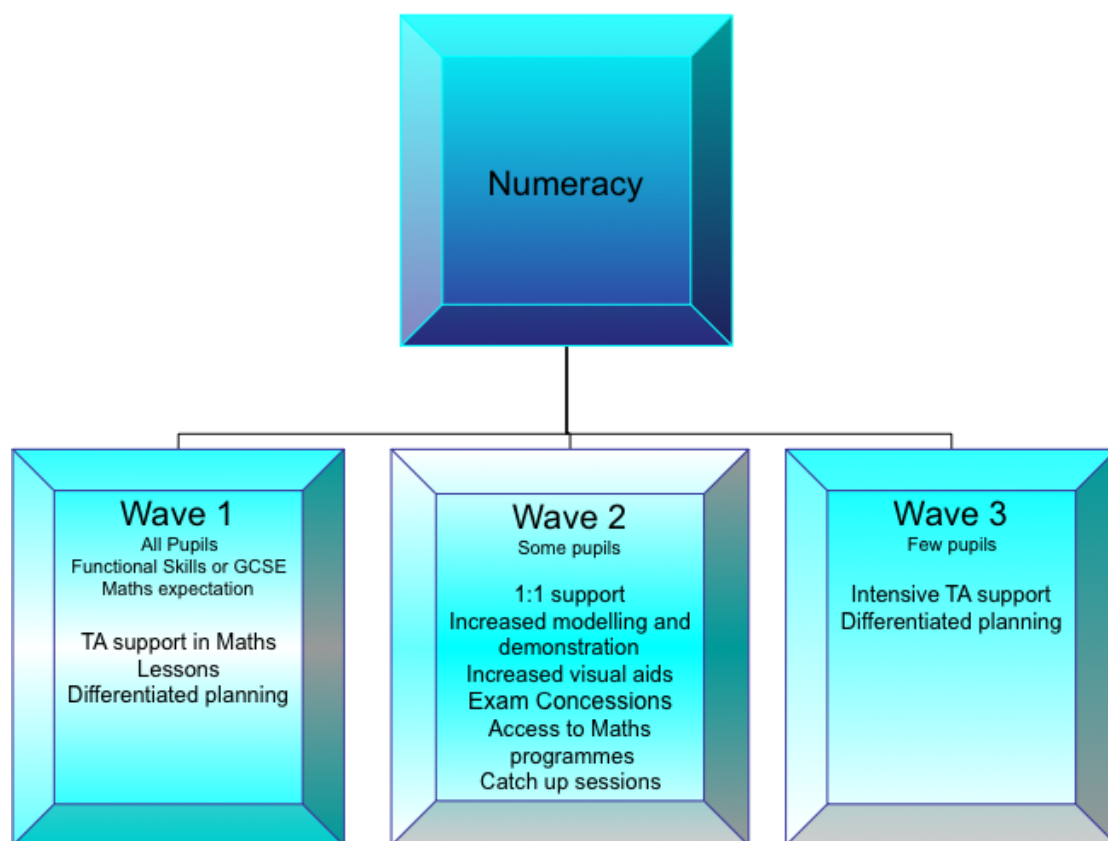 Numeracy
Wave 1
All Pupils
Functional Skills or GCSE
Maths expectation
TA support in Maths
Lessons
Differentiated planning
Wave 2
Some pupils
1:1 support
Increased modelling and
demonstration
Increased visual aids
Exam Concessions
Access to Maths
programmes
Catch up sessions
Wave 3
Few pupils
Intensive TA support
Differentiated planning